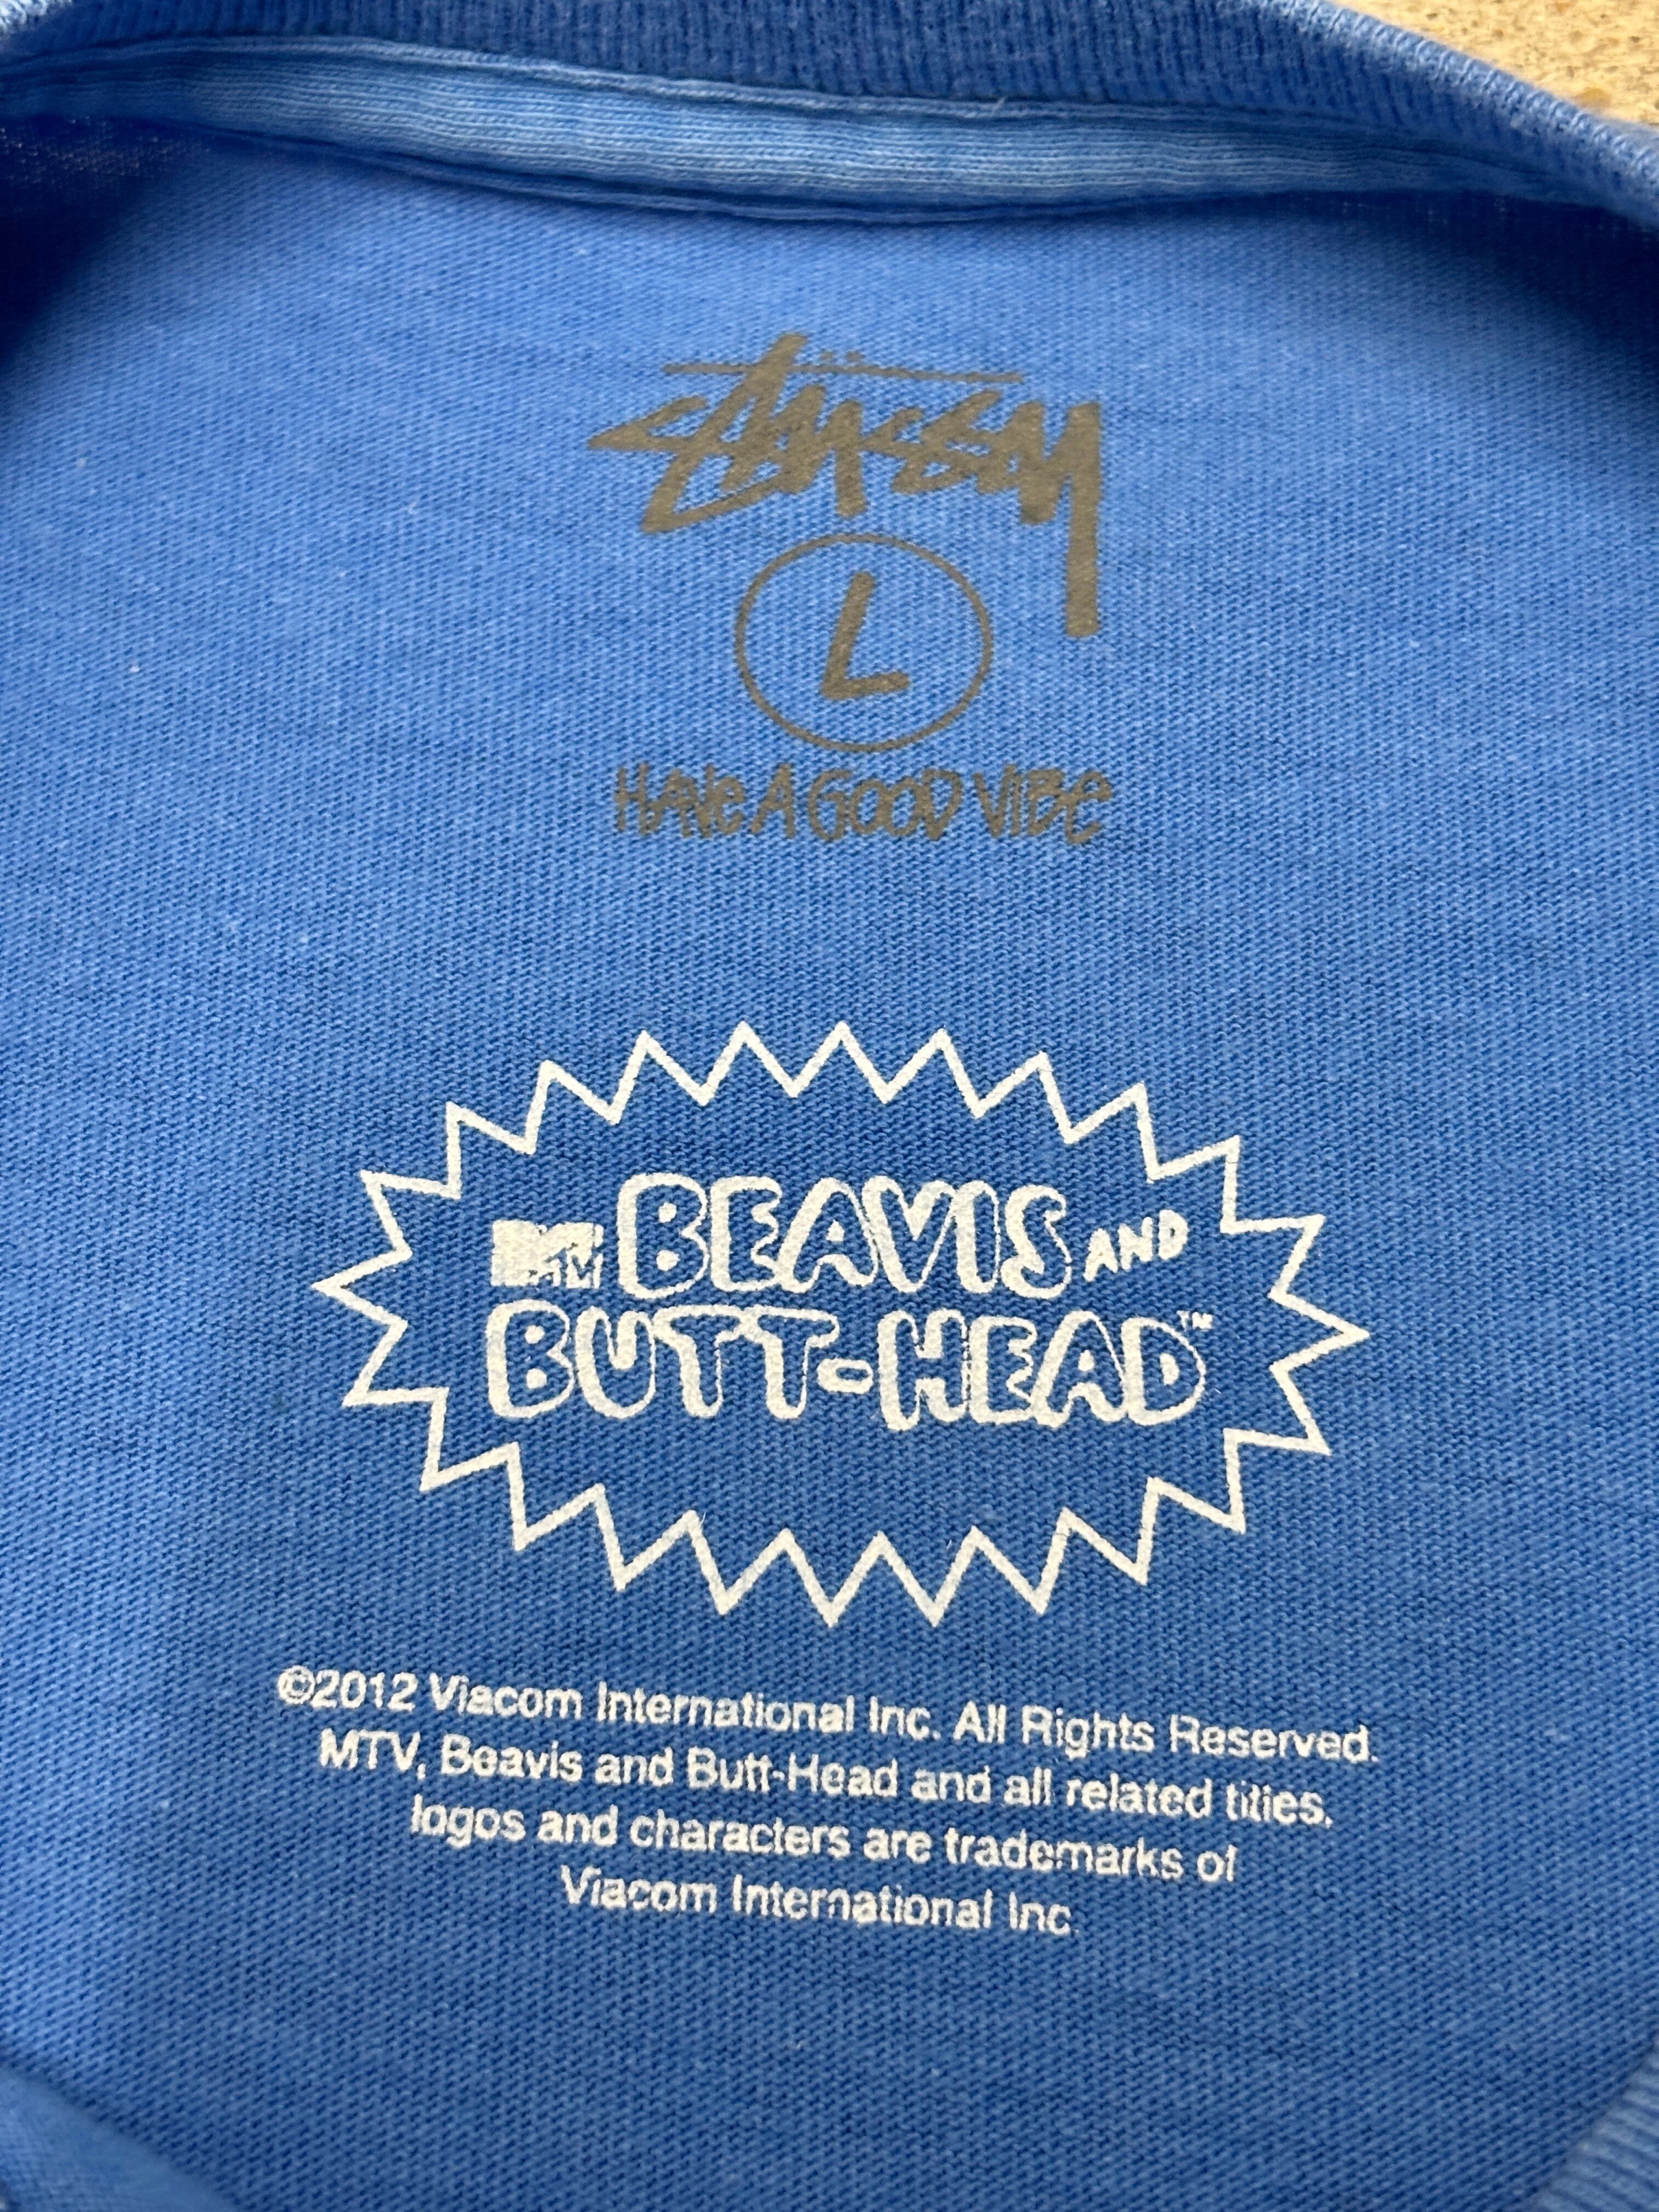 Stüssy
L
HAVE A GOOD VIBE
MTV BEAVIS AND
BUTT-HEAD™
©2012 Viacom International Inc. All Rights Reserved.
MTV, Beavis and Butt-Head and all related titles,
logos and characters are trademarks of
Viacom International Inc.